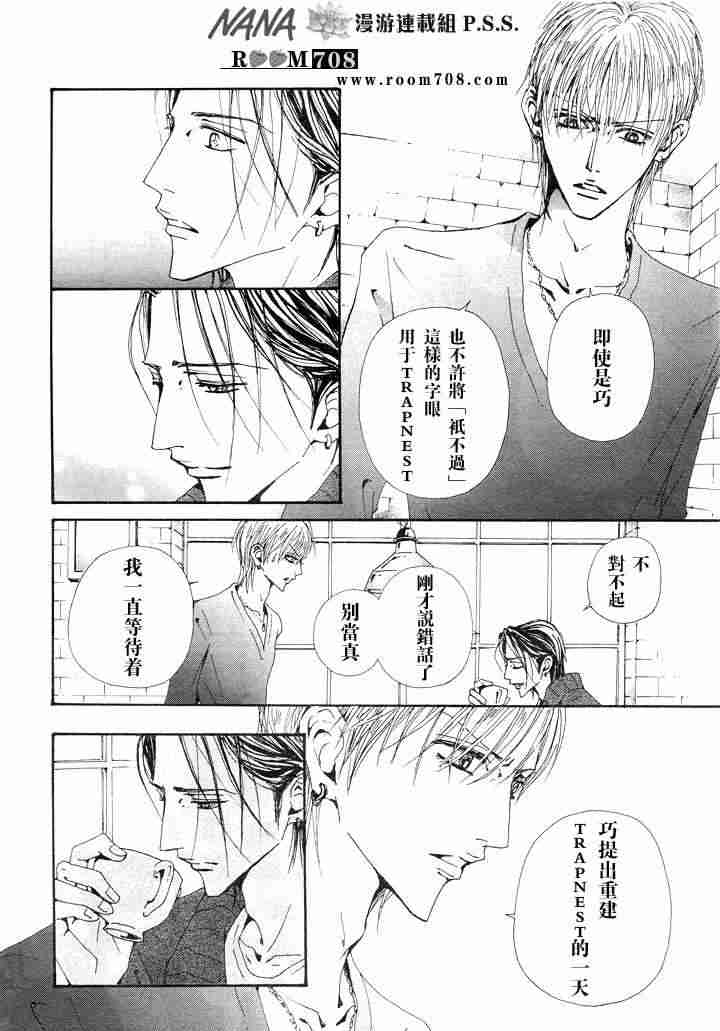 NANA 漫游連載組 P.S.S.
ROOM 708
www.room708.com
即使是巧
也不許將「衹不過」
這樣的字眼
用于TRAPNEST
不
對不起
剛才說錯話了
別當真
我一直等待着
巧提出重建
TRAPNEST的一天